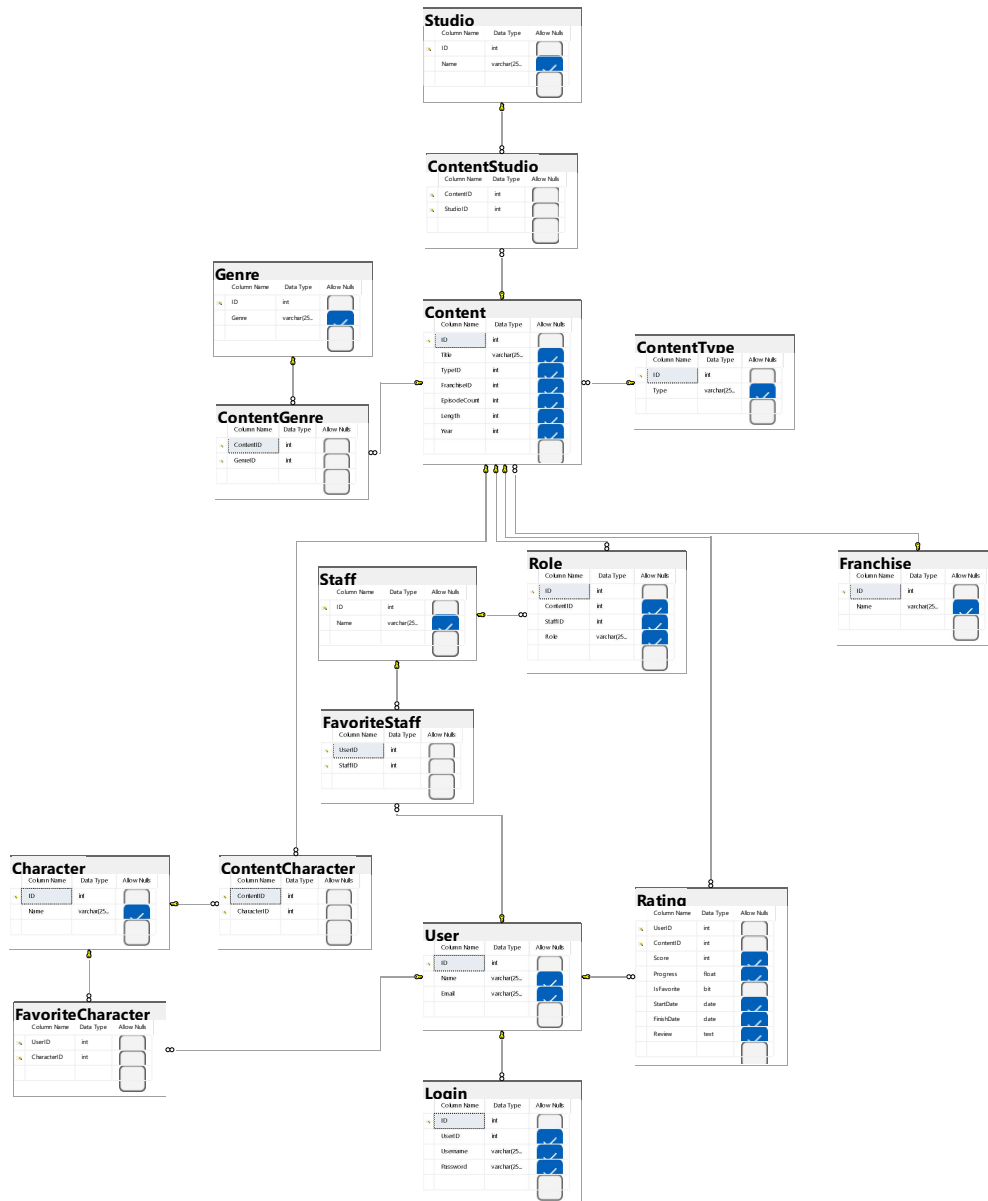 Studio
Column Name Data Type Allow Nulls
ID int
Name varchar(25...
ContentStudio
Column Name Data Type Allow Nulls
ContentID int
StudioID int
Genre
Column Name Data Type Allow Nulls
ID int
Genre varchar(25...
Content
Column Name Data Type Allow Nulls
ID int
Title varchar(25...
TypeID int
FranchiseID int
EpisodeCount int
Length int
Year int
ContentType
Column Name Data Type Allow Nulls
ID int
Type varchar(25...
ContentGenre
Column Name Data Type Allow Nulls
ContentID int
GenreID int
Staff
Column Name Data Type Allow Nulls
ID int
Name varchar(25...
Role
Column Name Data Type Allow Nulls
ID int
ContentID int
StaffID int
Role varchar(25...
Franchise
Column Name Data Type Allow Nulls
ID int
Name varchar(25...
FavoriteStaff
Column Name Data Type Allow Nulls
UserID int
StaffID int
Character
Column Name Data Type Allow Nulls
ID int
Name varchar(25...
ContentCharacter
Column Name Data Type Allow Nulls
ContentID int
CharacterID int
User
Column Name Data Type Allow Nulls
ID int
Name varchar(25...
Email varchar(25...
Rating
Column Name Data Type Allow Nulls
UserID int
ContentID int
Score int
Progress float
IsFavorite bit
StartDate date
FinishDate date
Review text
FavoriteCharacter
Column Name Data Type Allow Nulls
UserID int
CharacterID int
Login
Column Name Data Type Allow Nulls
ID int
UserID int
Username varchar(25...
Password varchar(25...